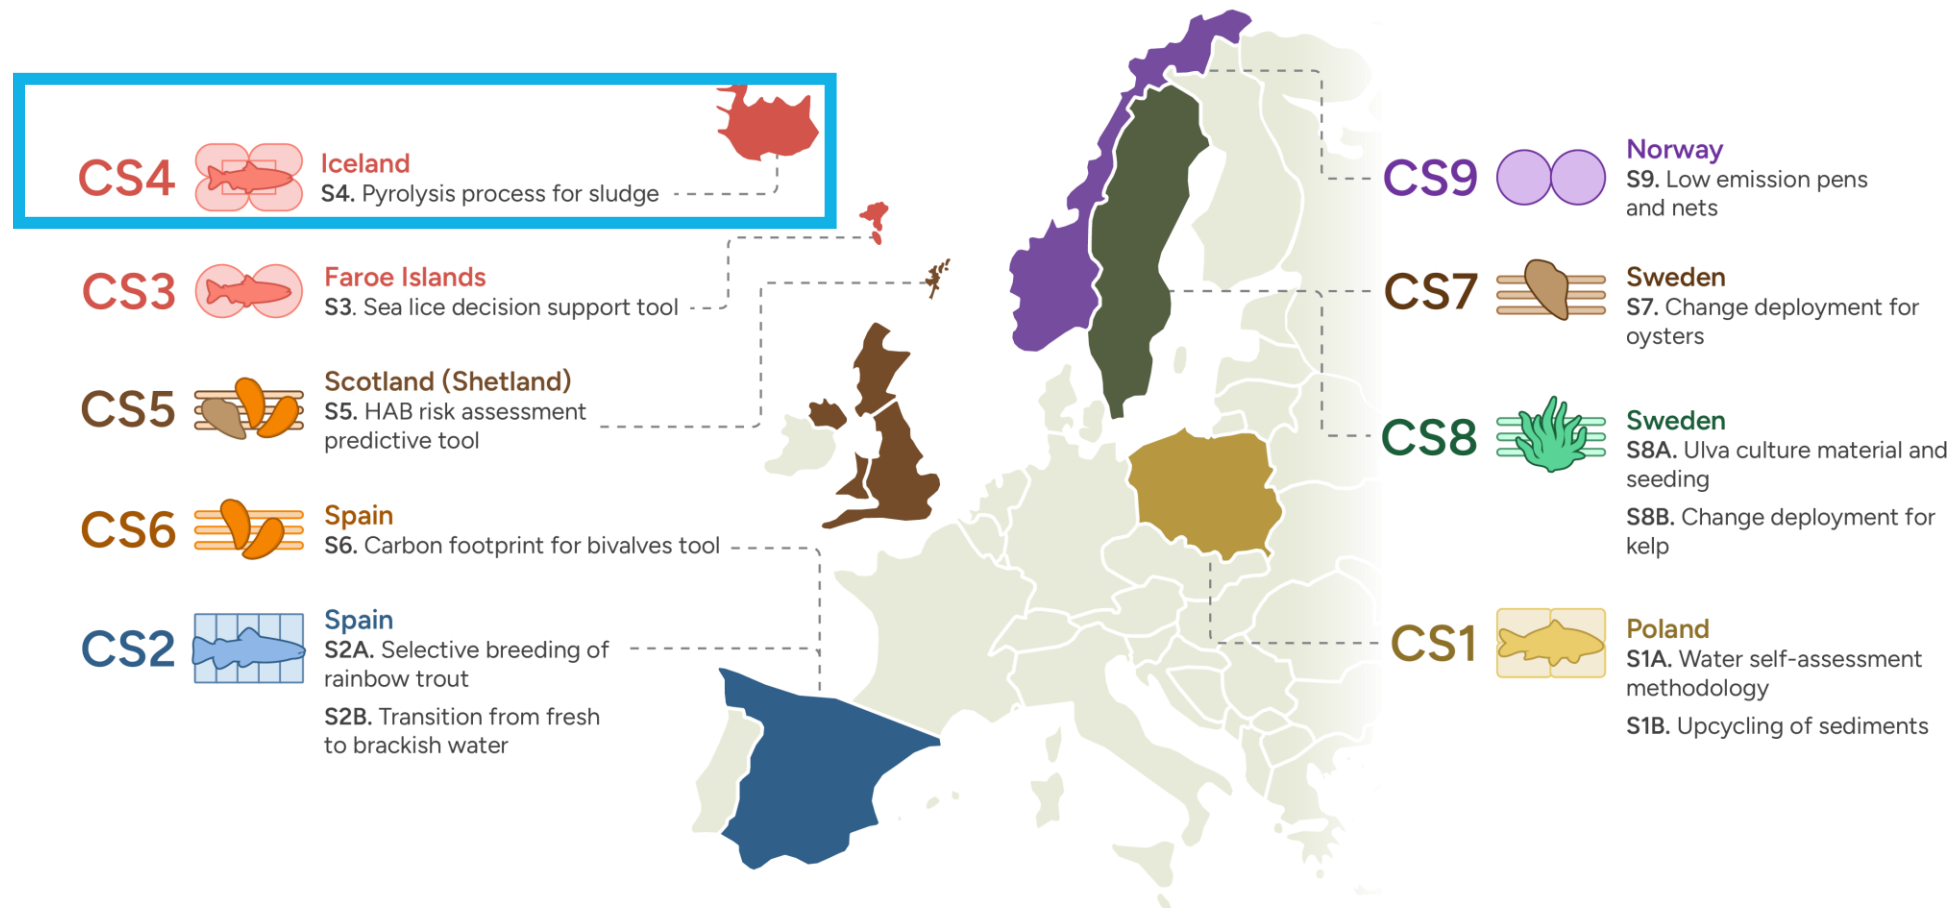 CS4
Iceland
S4. Pyrolysis process for sludge
CS3
Faroe Islands
S3. Sea lice decision support tool
CS5
Scotland (Shetland)
S5. HAB risk assessment
predictive tool
CS6
Spain
S6. Carbon footprint for bivalves tool
CS2
Spain
S2A. Selective breeding of
rainbow trout
S2B. Transition from fresh
to brackish water
CS9
Norway
S9. Low emission pens
and nets
CS7
Sweden
S7. Change deployment for
oysters
CS8
Sweden
S8A. Ulva culture material and
seeding
S8B. Change deployment for
kelp
CS1
Poland
S1A. Water self-assessment
methodology
S1B. Upcycling of sediments